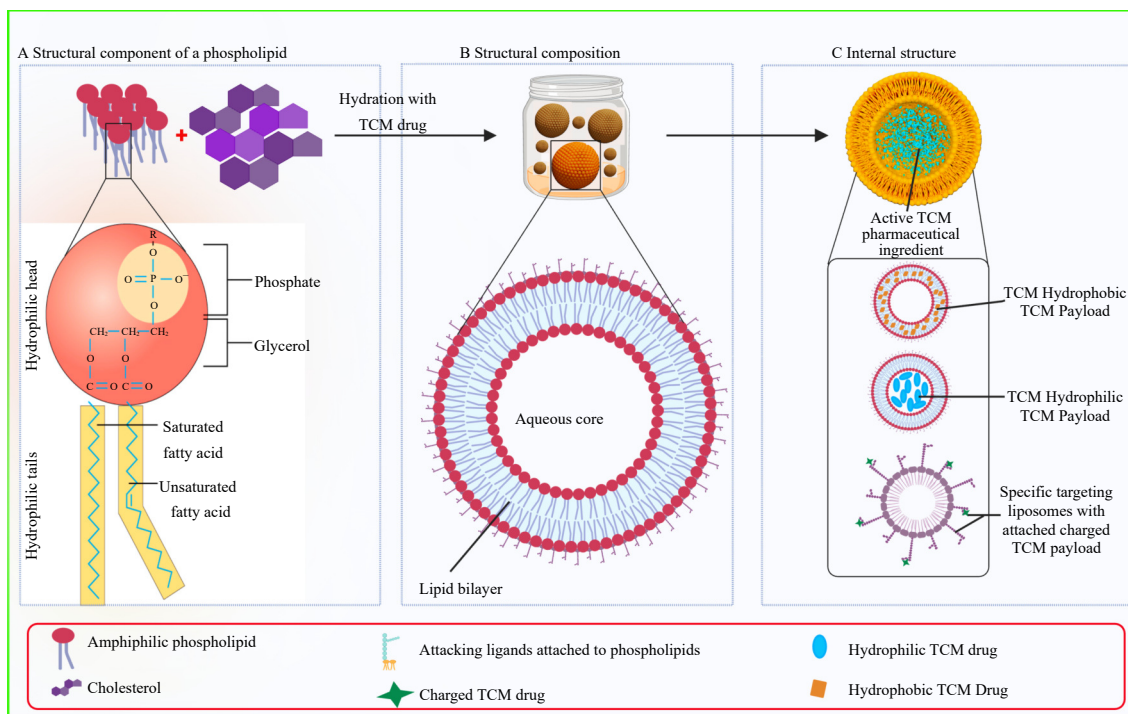 A Structural component of a phospholipid
B Structural composition
C Internal structure
Hydration with
TCM drug
Hydrophilic head
R
O
O
P
O⁻
O
CH₂
CH₂
CH₂
O
O
C
O
C
O
Phosphate
Glycerol
Hydrophilic tails
Saturated
fatty acid
Unsaturated
fatty acid
Aqueous core
Lipid bilayer
Active TCM
pharmaceutical
ingredient
TCM Hydrophobic
TCM Payload
TCM Hydrophilic
TCM Payload
Specific targeting
liposomes with
attached charged
TCM payload
Amphiphilic phospholipid
Attacking ligands attached to phospholipids
Hydrophilic TCM drug
Cholesterol
Charged TCM drug
Hydrophobic TCM Drug